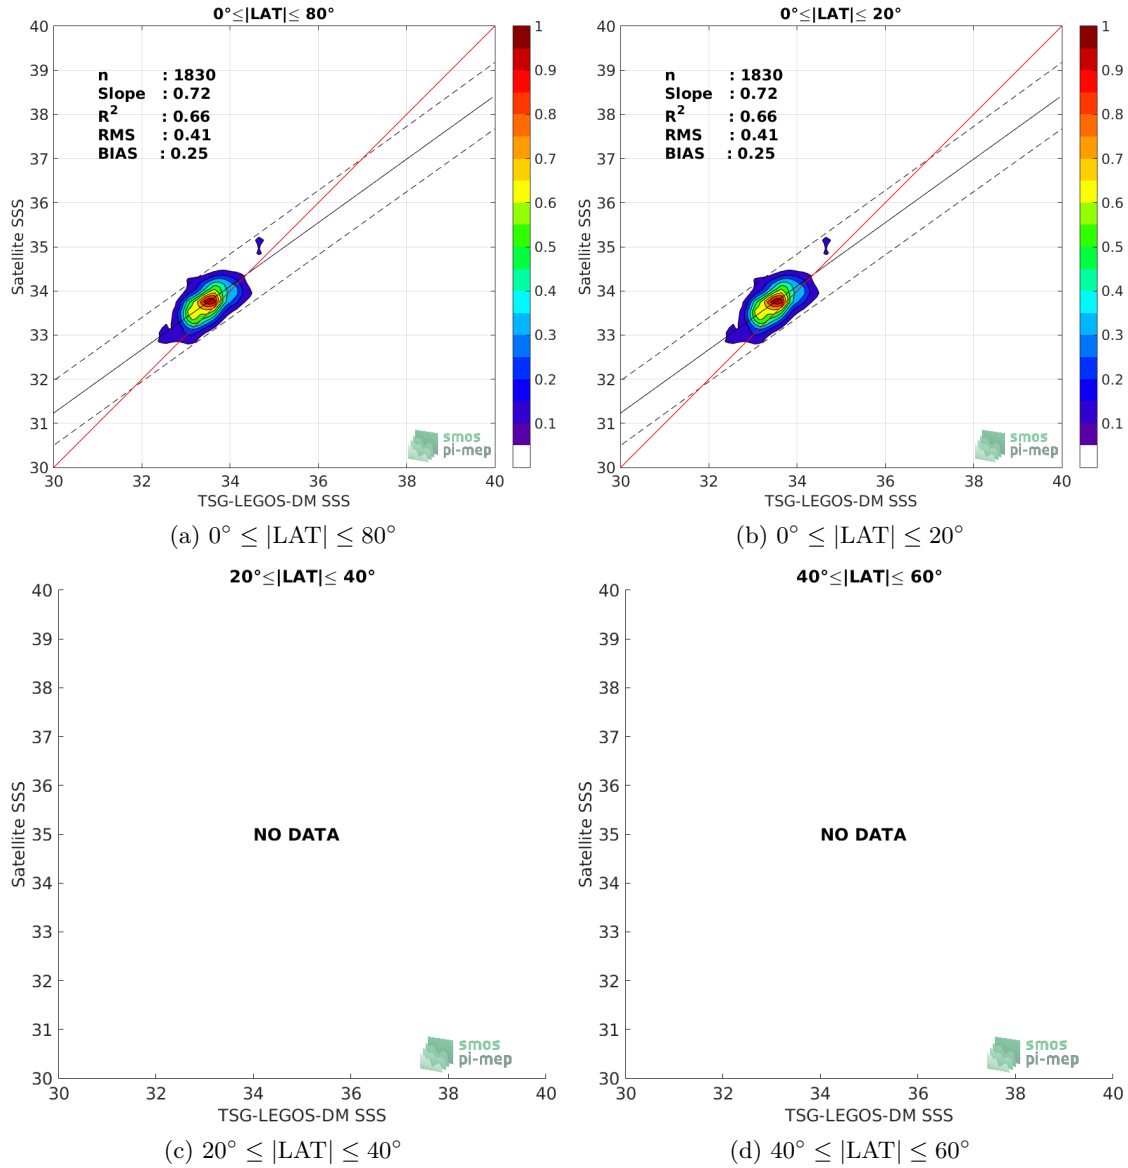 0°≤|LAT|≤ 80°
40
39
38
37
36
35
34
33
32
31
30
30 32 34 36 38 40
Satellite SSS
TSG-LEGOS-DM SSS
n : 1830
Slope : 0.72
R² : 0.66
RMS : 0.41
BIAS : 0.25
1
0.9
0.8
0.7
0.6
0.5
0.4
0.3
0.2
0.1
smos
pi-mep
(a) 0° ≤ |LAT| ≤ 80°
0°≤|LAT|≤ 20°
40
39
38
37
36
35
34
33
32
31
30
30 32 34 36 38 40
Satellite SSS
TSG-LEGOS-DM SSS
n : 1830
Slope : 0.72
R² : 0.66
RMS : 0.41
BIAS : 0.25
1
0.9
0.8
0.7
0.6
0.5
0.4
0.3
0.2
0.1
smos
pi-mep
(b) 0° ≤ |LAT| ≤ 20°
20°≤|LAT|≤ 40°
40
39
38
37
36
35
34
33
32
31
30
30 32 34 36 38 40
Satellite SSS
TSG-LEGOS-DM SSS
NO DATA
smos
pi-mep
(c) 20° ≤ |LAT| ≤ 40°
40°≤|LAT|≤ 60°
40
39
38
37
36
35
34
33
32
31
30
30 32 34 36 38 40
Satellite SSS
TSG-LEGOS-DM SSS
NO DATA
smos
pi-mep
(d) 40° ≤ |LAT| ≤ 60°